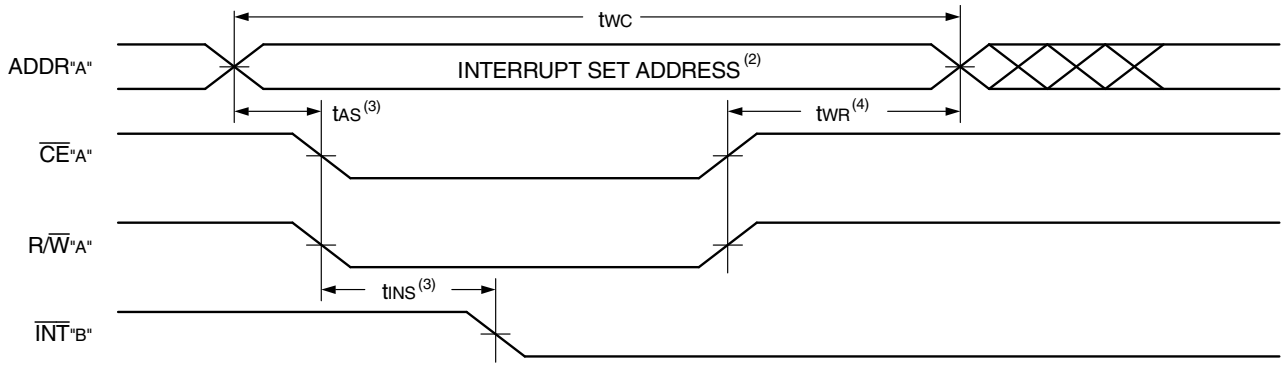 tWC
ADDR"A"
INTERRUPT SET ADDRESS(2)
tAS(3)
tWR(4)
CE"A"
R/W"A"
tINS(3)
INT"B"